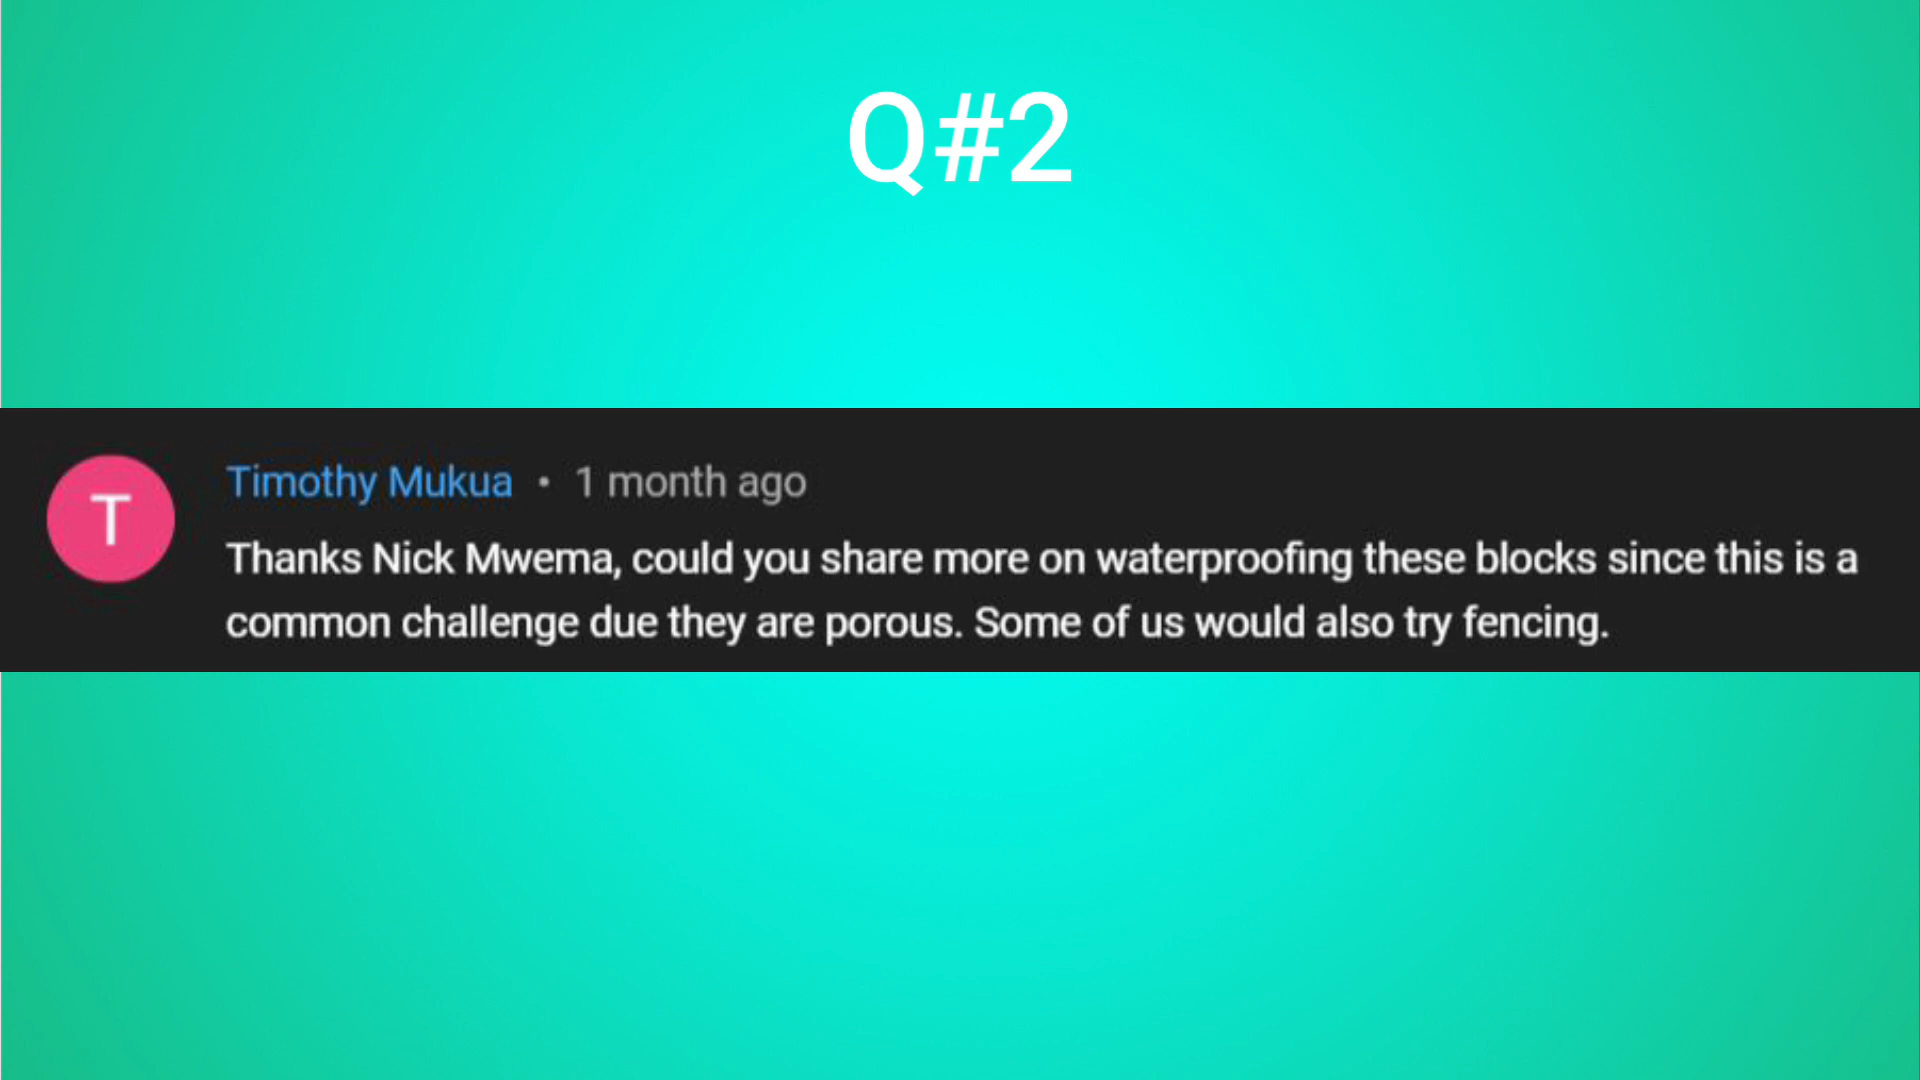 Q#2
T
Timothy Mukua • 1 month ago
Thanks Nick Mwema, could you share more on waterproofing these blocks since this is a
common challenge due they are porous. Some of us would also try fencing.